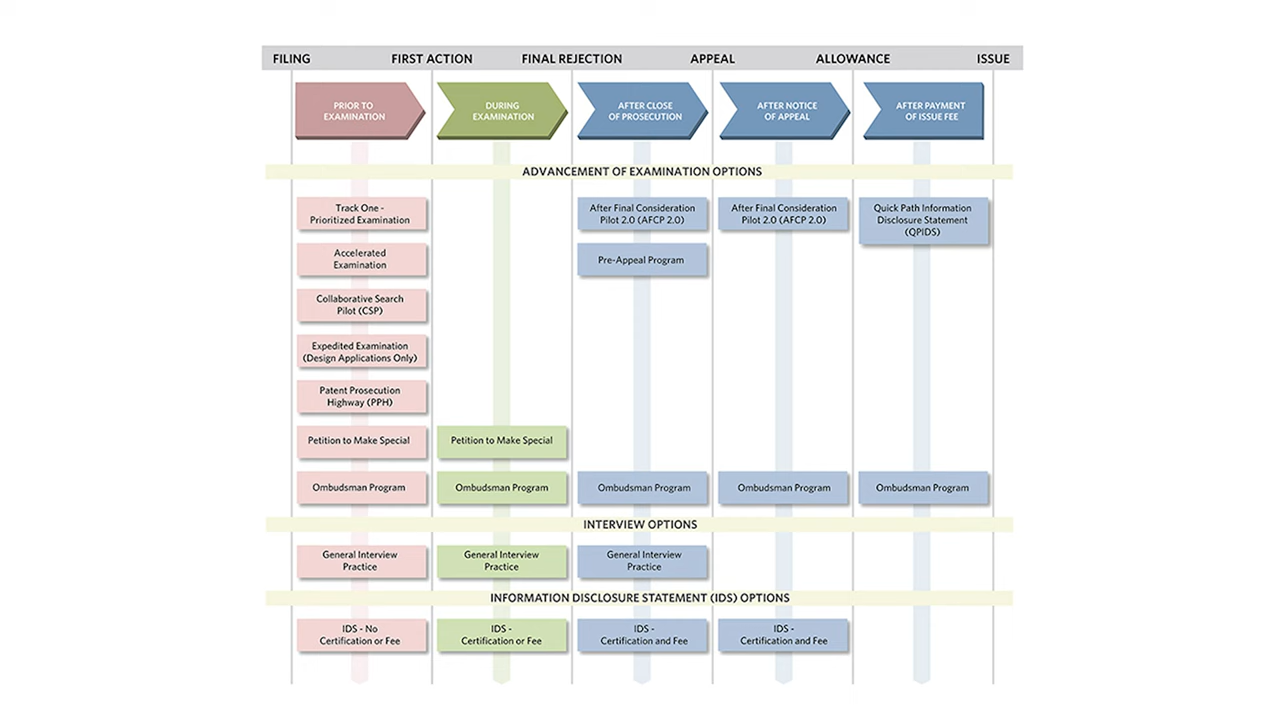 FILING FIRST ACTION FINAL REJECTION APPEAL ALLOWANCE ISSUE
PRIOR TO
EXAMINATION
DURING
EXAMINATION
AFTER CLOSE
OF PROSECUTION
AFTER NOTICE
OF APPEAL
AFTER PAYMENT
OF ISSUE FEE
ADVANCEMENT OF EXAMINATION OPTIONS
Track One -
Prioritized Examination
After Final Consideration
Pilot 2.0 (AFCP 2.0)
After Final Consideration
Pilot 2.0 (AFCP 2.0)
Quick Path Information
Disclosure Statement
(QPIDS)
Accelerated
Examination
Pre-Appeal Program
Collaborative Search
Pilot (CSP)
Expedited Examination
(Design Applications Only)
Patent Prosecution
Highway (PPH)
Petition to Make Special
Petition to Make Special
Ombudsman Program
Ombudsman Program
Ombudsman Program
Ombudsman Program
Ombudsman Program
INTERVIEW OPTIONS
General Interview
Practice
General Interview
Practice
General Interview
Practice
INFORMATION DISCLOSURE STATEMENT (IDS) OPTIONS
IDS - No
Certification or Fee
IDS -
Certification or Fee
IDS -
Certification and Fee
IDS -
Certification and Fee